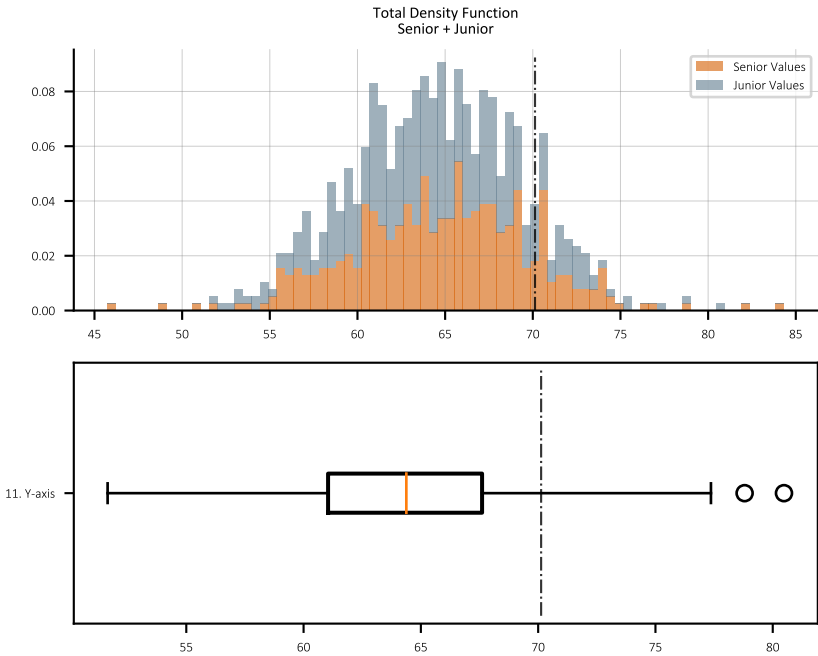 Total Density Function
Senior + Junior
Senior Values
Junior Values
0.08
0.06
0.04
0.02
0.00
45 50 55 60 65 70 75 80 85
11. Y-axis
55 60 65 70 75 80